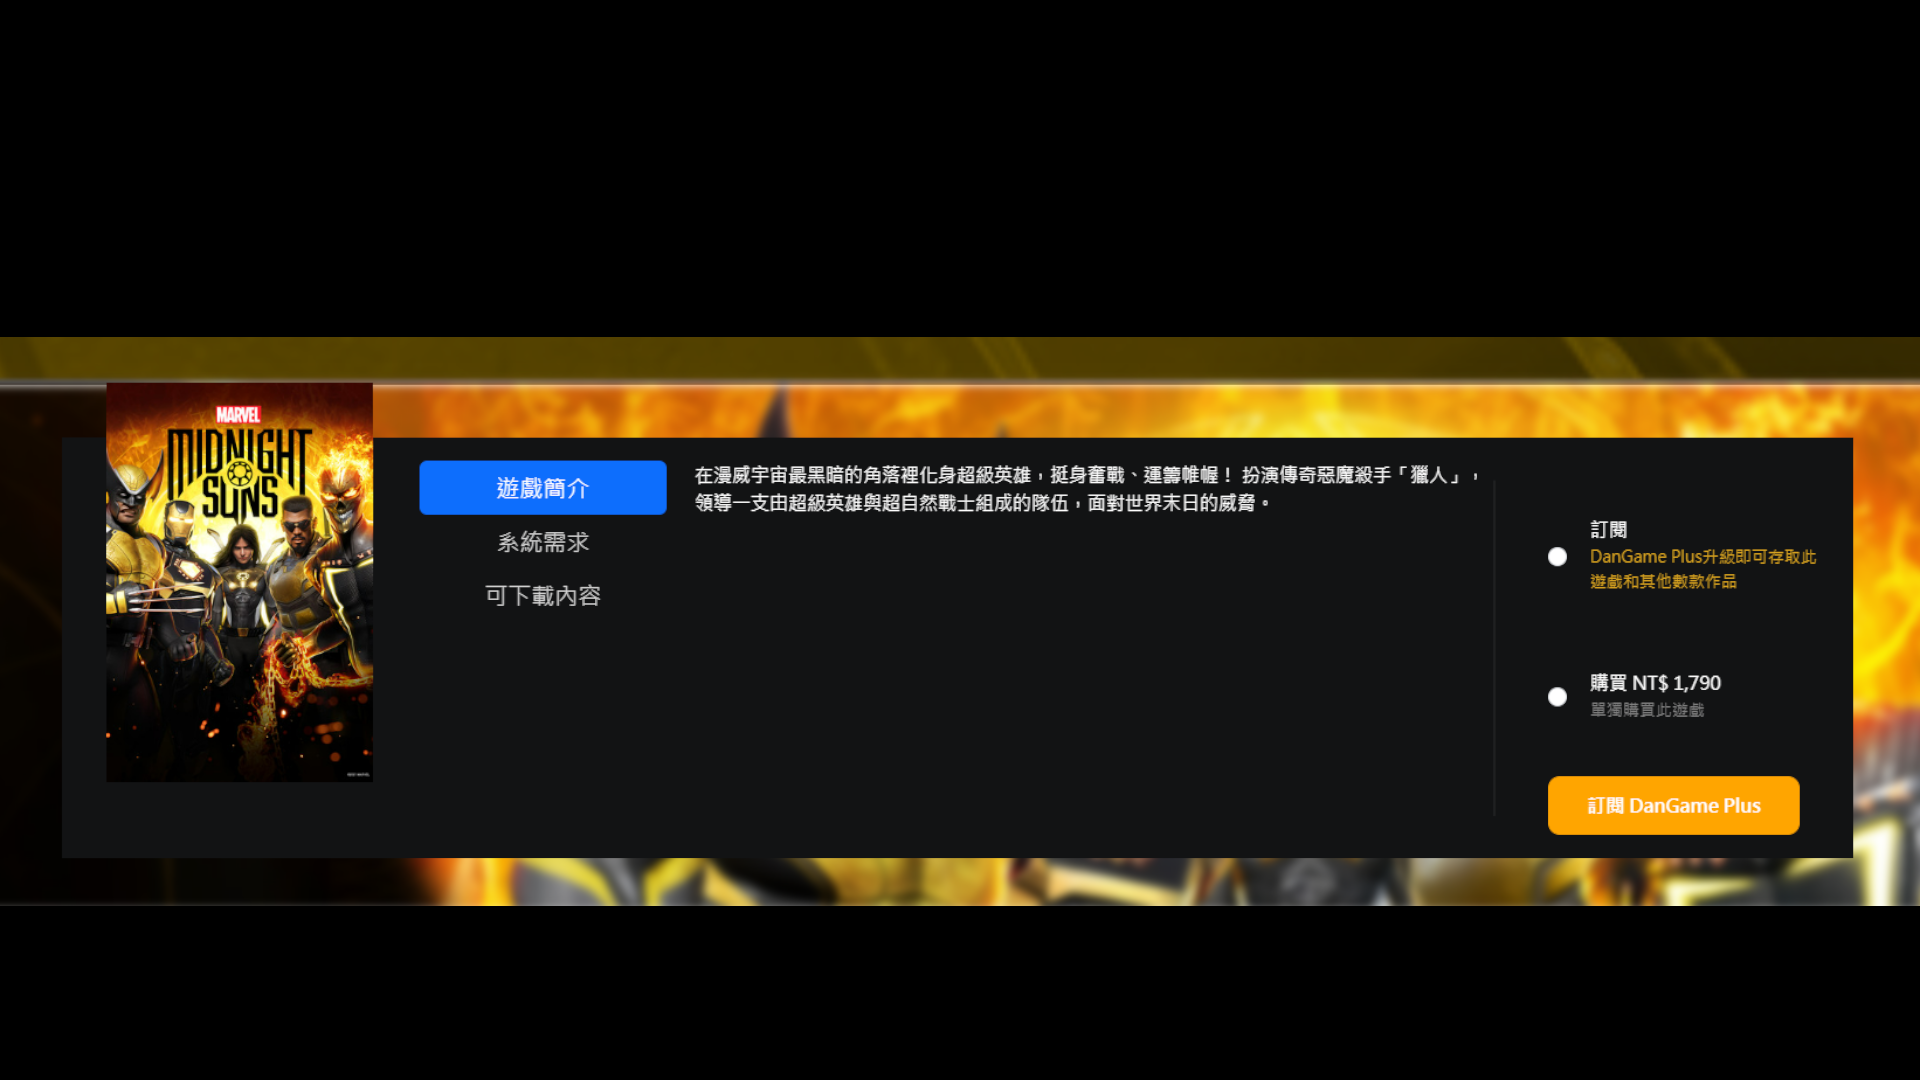 MARVEL
MIDNIGHT
SUNS
遊戲簡介
系統需求
可下載內容
在漫威宇宙最黑暗的角落裡化身超級英雄，挺身奮戰、運籌帷幄！ 扮演傳奇惡魔殺手「獵人」，
領導一支由超級英雄與超自然戰士組成的隊伍，面對世界末日的威脅。
訂閱
DanGame Plus升級即可存取此
遊戲和其他數款作品
購買 NT$ 1,790
單獨購買此遊戲
訂閱 DanGame Plus